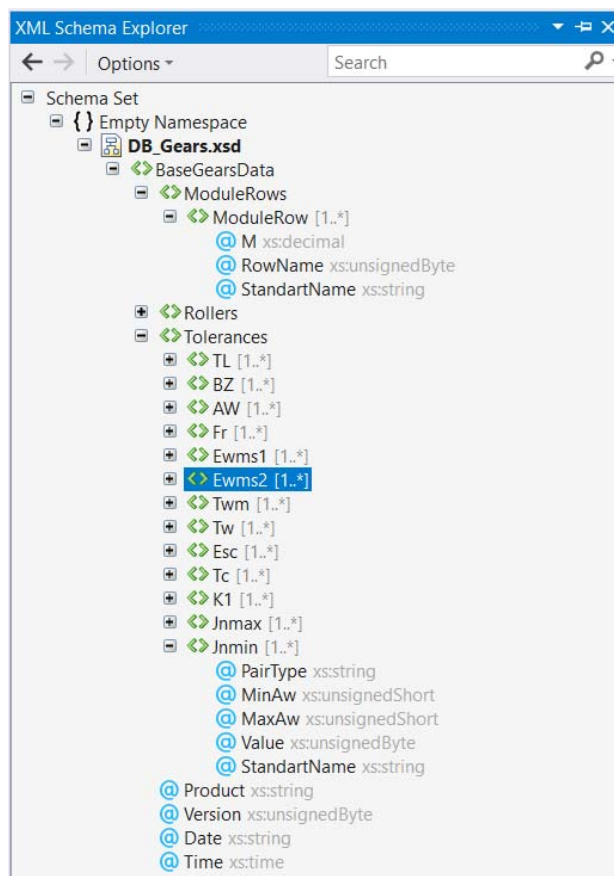 XML Schema Explorer
Options Search
Schema Set
{ } Empty Namespace
DB_Gears.xsd
BaseGearsData
ModuleRows
ModuleRow [1..*]
M xs:decimal
RowName xs:unsignedByte
StandartName xs:string
Rollers
Tolerances
TL [1..*]
BZ [1..*]
AW [1..*]
Fr [1..*]
Ewms1 [1..*]
Ewms2 [1..*]
Twm [1..*]
Tw [1..*]
Esc [1..*]
Tc [1..*]
K1 [1..*]
Jnmax [1..*]
Jnmin [1..*]
PairType xs:string
MinAw xs:unsignedShort
MaxAw xs:unsignedShort
Value xs:unsignedByte
StandartName xs:string
Product xs:string
Version xs:unsignedByte
Date xs:string
Time xs:time